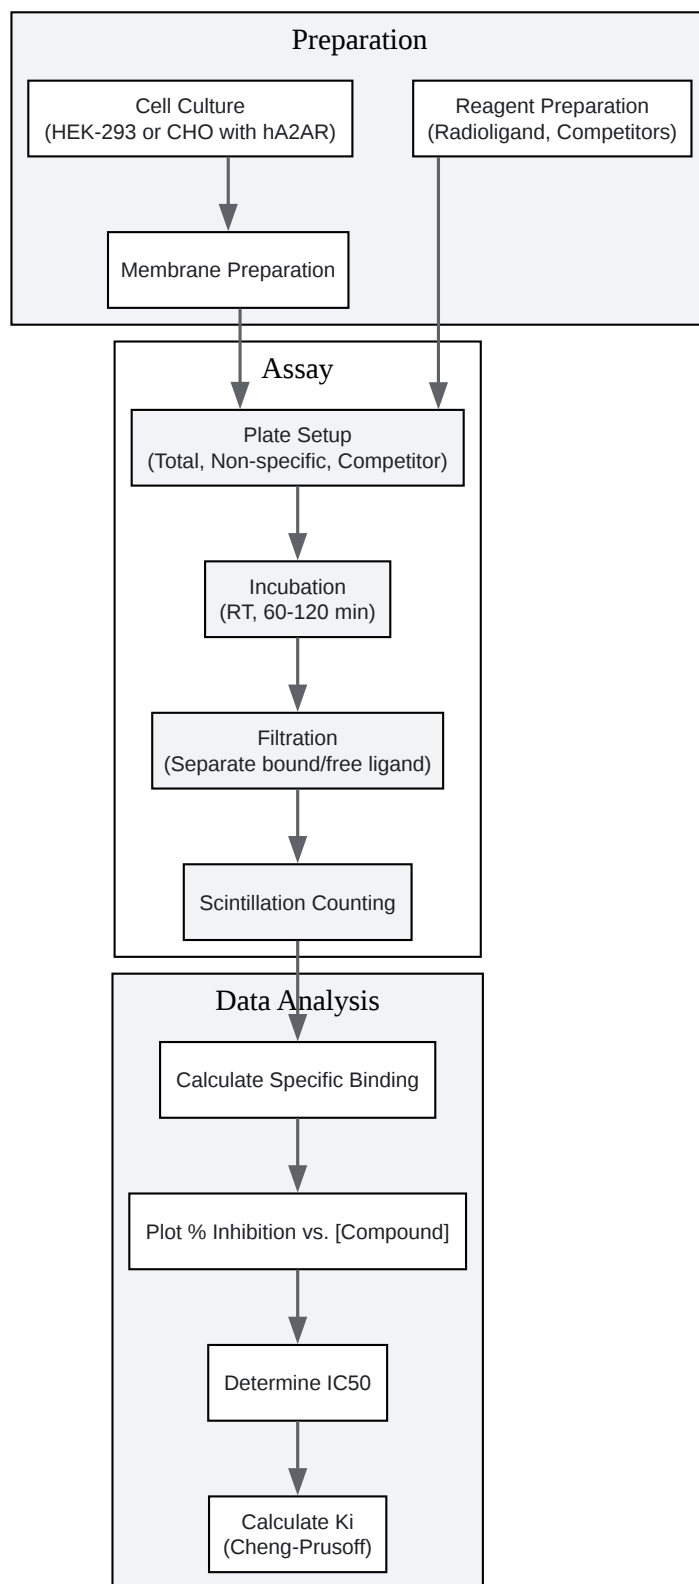 Preparation
Cell Culture
(HEK-293 or CHO with hA2AR)
Reagent Preparation
(Radioligand, Competitors)
Membrane Preparation
Assay
Plate Setup
(Total, Non-specific, Competitor)
Incubation
(RT, 60-120 min)
Filtration
(Separate bound/free ligand)
Scintillation Counting
Data Analysis
Calculate Specific Binding
Plot % Inhibition vs. [Compound]
Determine IC50
Calculate Ki
(Cheng-Prusoff)